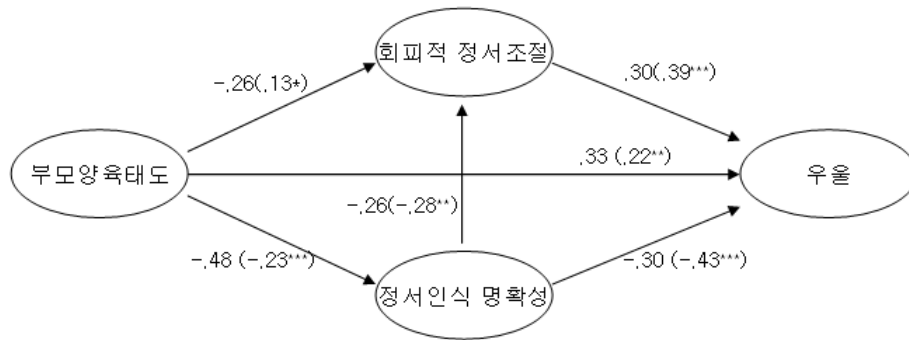 회피적 정서조절
-.26(.13*)
.30(.39***)
부모양육태도
.33 (.22**)
우울
-.26(-.28**)
-.48 (-.23***)
-.30 (-.43***)
정서인식 명확성